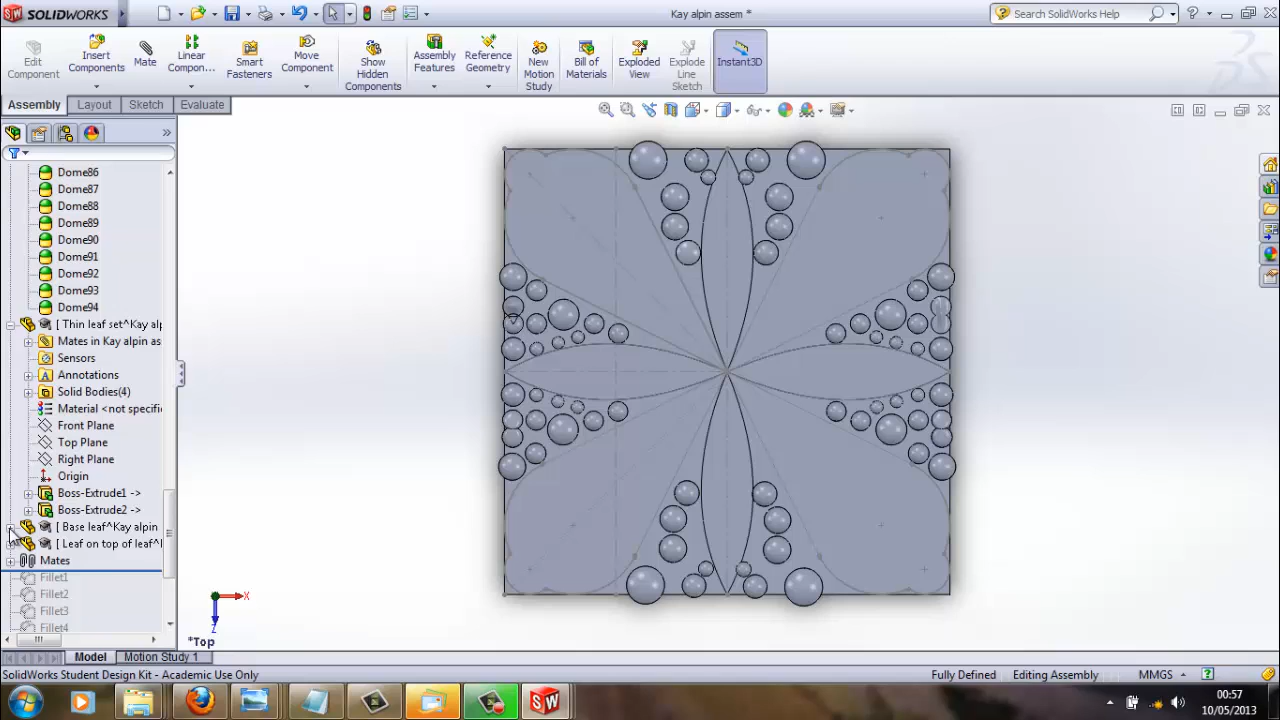 SOLIDWORKS
Kay alpin assem *
Search SolidWorks Help
Edit Component
Insert Components
Mate
Linear Compon...
Smart Fasteners
Move Component
Show Hidden Components
Assembly Features
Reference Geometry
New Motion Study
Bill of Materials
Exploded View
Explode Line Sketch
Instant3D
Assembly Layout Sketch Evaluate
Dome86
Dome87
Dome88
Dome89
Dome90
Dome91
Dome92
Dome93
Dome94
[ Thin leaf set^Kay alp
Mates in Kay alpin as
Sensors
Annotations
Solid Bodies(4)
Material <not specifi
Front Plane
Top Plane
Right Plane
Origin
Boss-Extrude1 ->
Boss-Extrude2 ->
[ Base leaf^Kay alpin
[ Leaf on top of leaf^
Mates
Fillet1
Fillet2
Fillet3
Fillet4
X
Z
*Top
Model Motion Study 1
SolidWorks Student Design Kit - Academic Use Only
Fully Defined Editing Assembly MMGS
00:57
10/05/2013